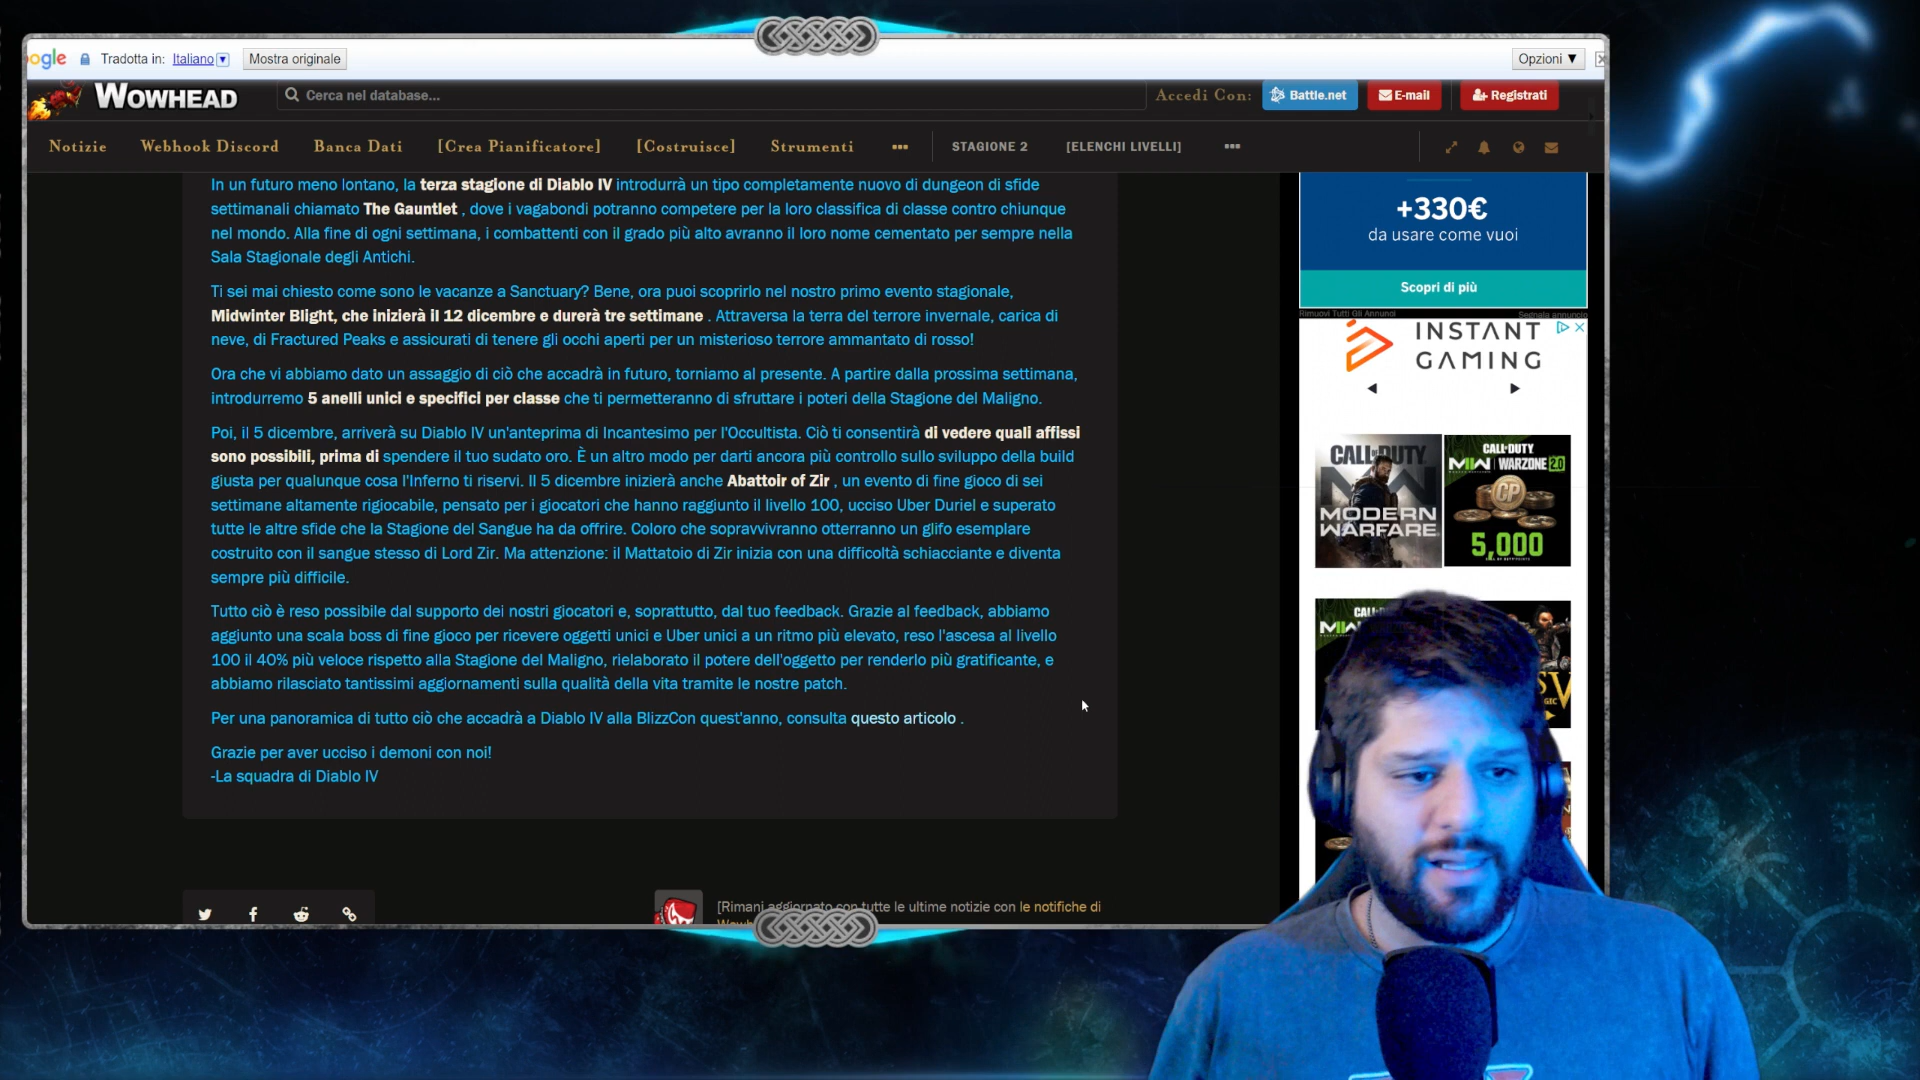 ogle Tradotta in: Italiano Mostra originale Opzioni ▼
WOWHEAD Cerca nel database... Accedi Con: Battle.net E-mail Registrati
Notizie Webhook Discord Banca Dati [Crea Pianificatore] [Costruisce] Strumenti ••• STAGIONE 2 [ELENCHI LIVELLI] •••
In un futuro meno lontano, la terza stagione di Diablo IV introdurrà un tipo completamente nuovo di dungeon di sfide
settimanali chiamato The Gauntlet , dove i vagabondi potranno competere per la loro classifica di classe contro chiunque
nel mondo. Alla fine di ogni settimana, i combattenti con il grado più alto avranno il loro nome cementato per sempre nella
Sala Stagionale degli Antichi.
Ti sei mai chiesto come sono le vacanze a Sanctuary? Bene, ora puoi scoprirlo nel nostro primo evento stagionale,
Midwinter Blight, che inizierà il 12 dicembre e durerà tre settimane . Attraversa la terra del terrore invernale, carica di
neve, di Fractured Peaks e assicurati di tenere gli occhi aperti per un misterioso terrore ammantato di rosso!
Ora che vi abbiamo dato un assaggio di ciò che accadrà in futuro, torniamo al presente. A partire dalla prossima settimana,
introdurremo 5 anelli unici e specifici per classe che ti permetteranno di sfruttare i poteri della Stagione del Maligno.
Poi, il 5 dicembre, arriverà su Diablo IV un'anteprima di Incantesimo per l'Occultista. Ciò ti consentirà di vedere quali affissi
sono possibili, prima di spendere il tuo sudato oro. È un altro modo per darti ancora più controllo sullo sviluppo della build
giusta per qualunque cosa l'Inferno ti riservi. Il 5 dicembre inizierà anche Abattoir of Zir , un evento di fine gioco di sei
settimane altamente rigiocabile, pensato per i giocatori che hanno raggiunto il livello 100, ucciso Uber Duriel e superato
tutte le altre sfide che la Stagione del Sangue ha da offrire. Coloro che sopravvivranno otterranno un glifo esemplare
costruito con il sangue stesso di Lord Zir. Ma attenzione: il Mattatoio di Zir inizia con una difficoltà schiacciante e diventa
sempre più difficile.
Tutto ciò è reso possibile dal supporto dei nostri giocatori e, soprattutto, dal tuo feedback. Grazie al feedback, abbiamo
aggiunto una scala boss di fine gioco per ricevere oggetti unici e Uber unici a un ritmo più elevato, reso l'ascesa al livello
100 il 40% più veloce rispetto alla Stagione del Maligno, rielaborato il potere dell'oggetto per renderlo più gratificante, e
abbiamo rilasciato tantissimi aggiornamenti sulla qualità della vita tramite le nostre patch.
Per una panoramica di tutto ciò che accadrà a Diablo IV alla BlizzCon quest'anno, consulta questo articolo .
Grazie per aver ucciso i demoni con noi!
-La squadra di Diablo IV
[Rimani aggiornato con tutte le ultime notizie con le notifiche di
+330€
da usare come vuoi
Scopri di più
Rimuovi Tutti Gli Annunci Segnala annuncio
INSTANT
GAMING
CALL DUTY
MODERN
WARFARE
CALL·DUTY
MW WARZONE 2.0
CP
5,000